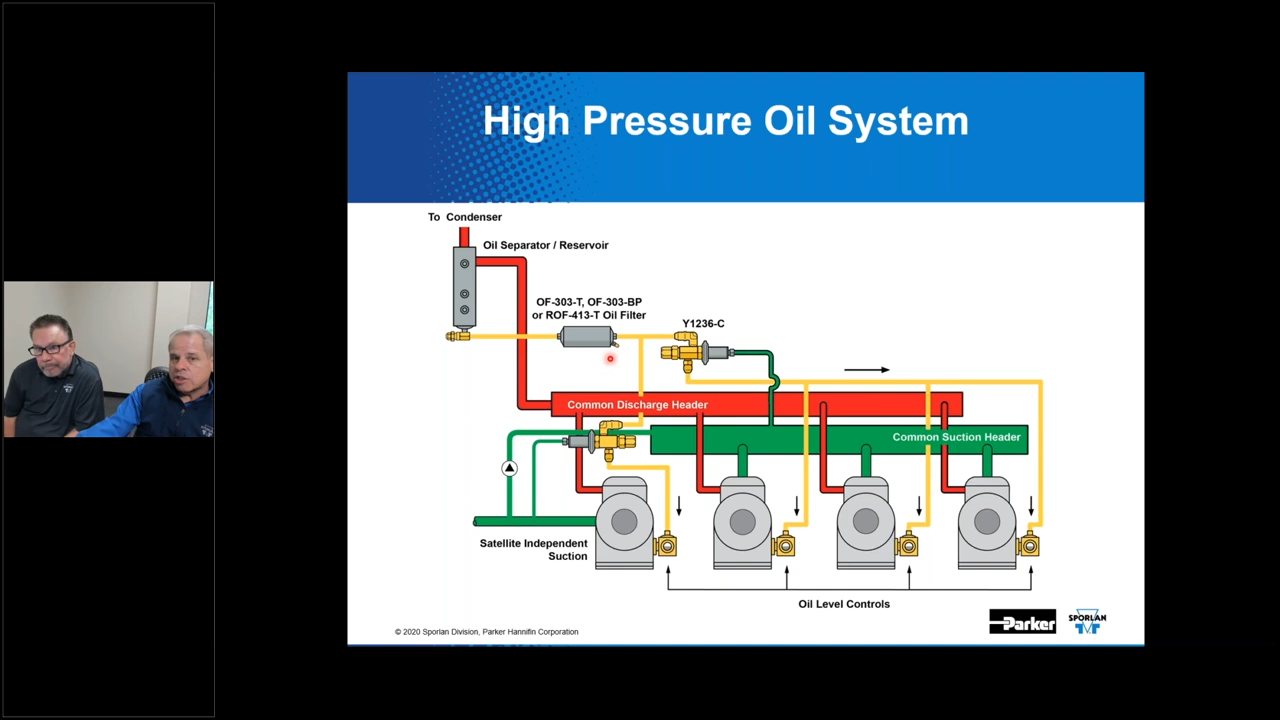 High Pressure Oil System
To Condenser
Oil Separator / Reservoir
OF-303-T, OF-303-BP
or ROF-413-T Oil Filter
Y1236-C
Common Discharge Header
Common Suction Header
Satellite Independent
Suction
Oil Level Controls
© 2020 Sporlan Division, Parker Hannifin Corporation
Parker
SPORLAN